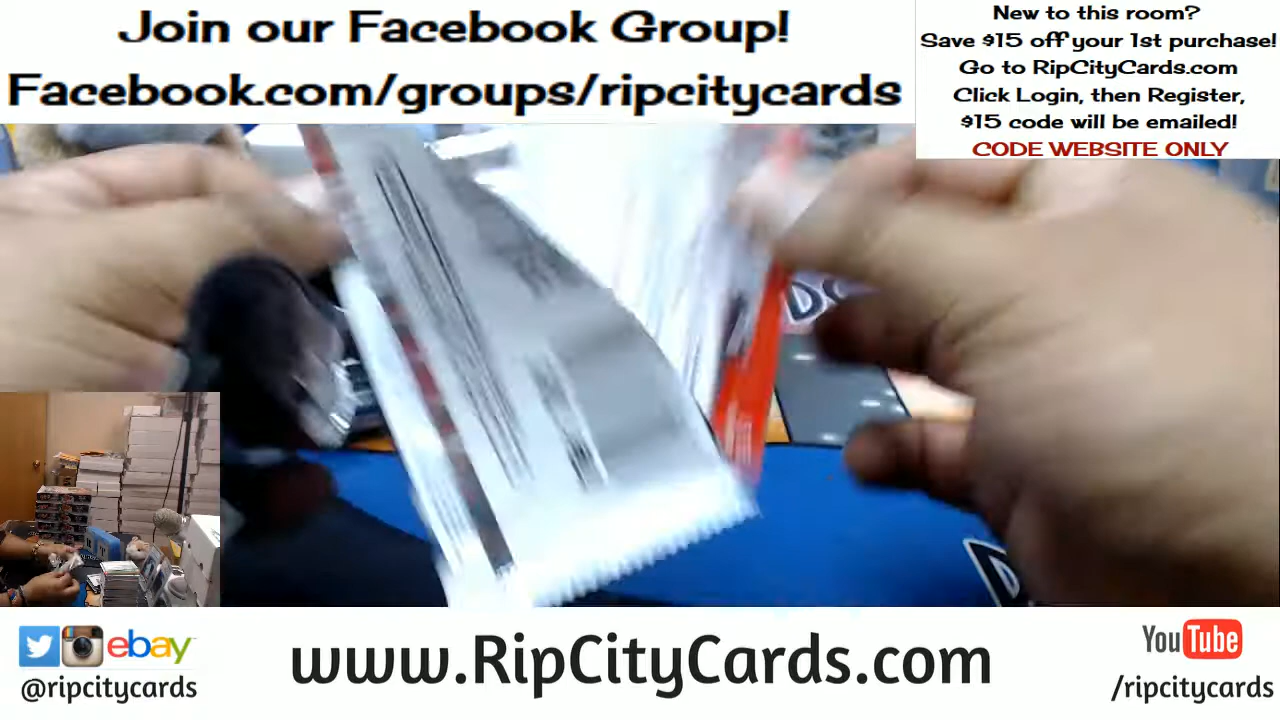 Join our Facebook Group!
Facebook.com/groups/ripcitycards
New to this room?
Save $15 off your 1st purchase!
Go to RipCityCards.com
Click Login, then Register,
$15 code will be emailed!
CODE WEBSITE ONLY
ebay
@ripcitycards
www.RipCityCards.com
YouTube
/ripcitycards